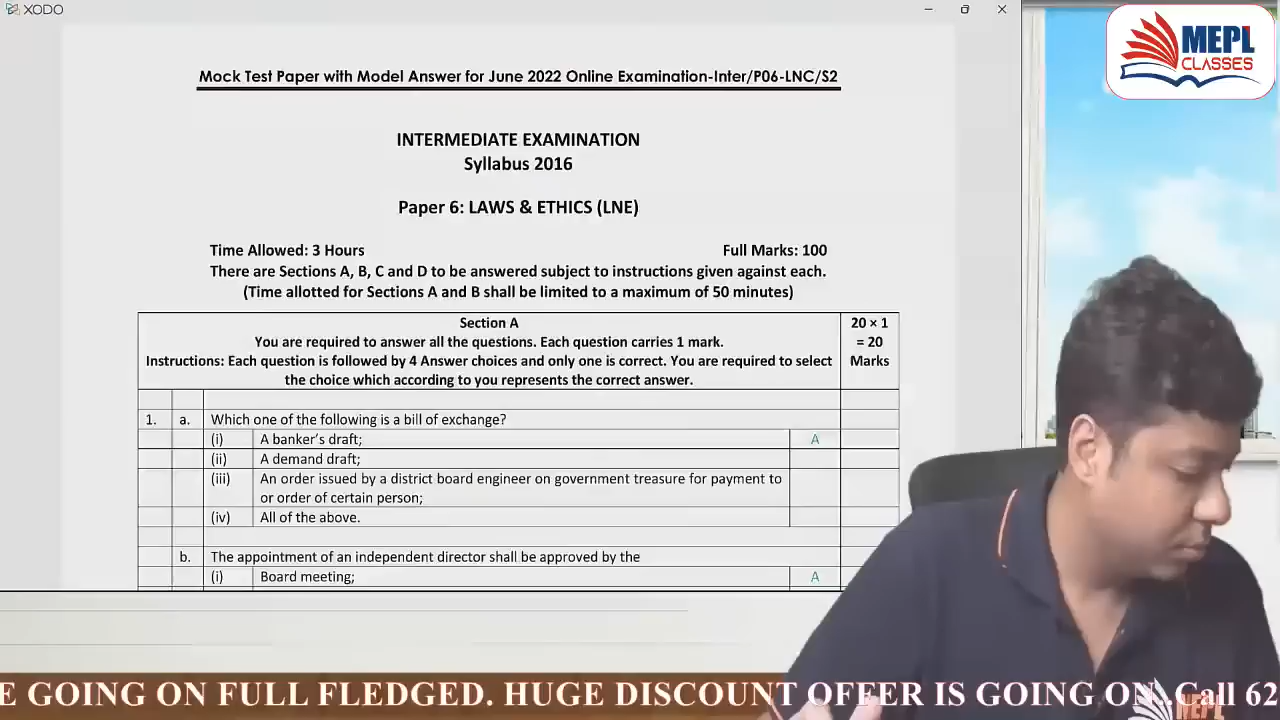 XODO
MEPL
CLASSES
Mock Test Paper with Model Answer for June 2022 Online Examination-Inter/P06-LNC/S2
INTERMEDIATE EXAMINATION
Syllabus 2016
Paper 6: LAWS & ETHICS (LNE)
Time Allowed: 3 Hours Full Marks: 100
There are Sections A, B, C and D to be answered subject to instructions given against each.
(Time allotted for Sections A and B shall be limited to a maximum of 50 minutes)
Section A 20 × 1
You are required to answer all the questions. Each question carries 1 mark. = 20
Instructions: Each question is followed by 4 Answer choices and only one is correct. You are required to select Marks
the choice which according to you represents the correct answer.
1. a. Which one of the following is a bill of exchange?
(i) A banker's draft; A
(ii) A demand draft;
(iii) An order issued by a district board engineer on government treasure for payment to
or order of certain person;
(iv) All of the above.
b. The appointment of an independent director shall be approved by the
(i) Board meeting; A
E GOING ON FULL FLEDGED. HUGE DISCOUNT OFFER IS GOING ON..Call 62
MEPL